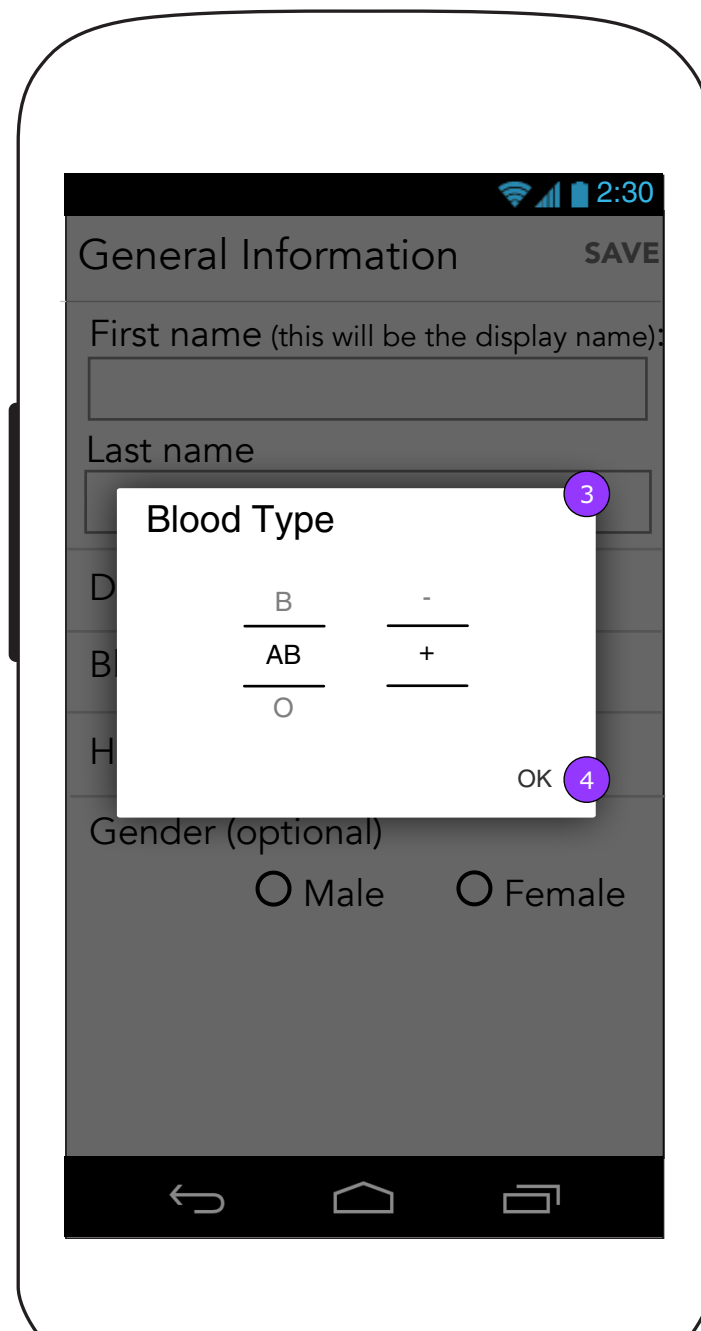 2:30
General Information SAVE
First name (this will be the display name):
Last name
3
Blood Type
D
B -
Bl
AB +
O
H
OK 4
Gender (optional)
Male Female